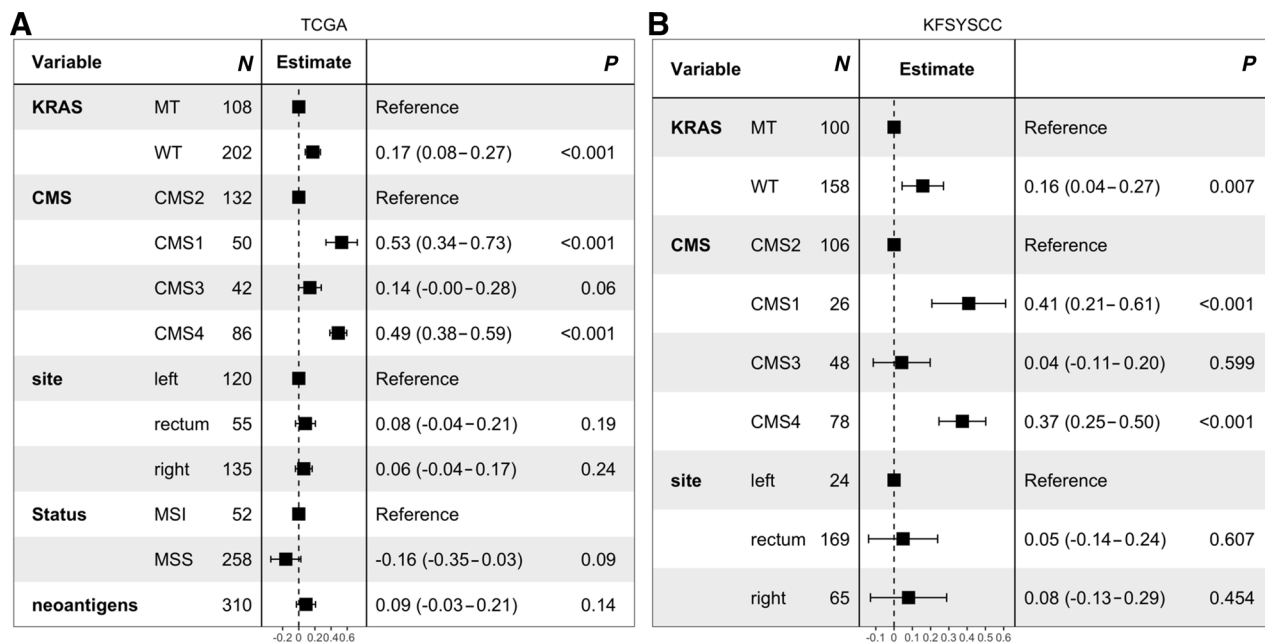 A
TCGA
Variable N Estimate P
KRAS MT 108 Reference
WT 202 0.17 (0.08–0.27) <0.001
CMS CMS2 132 Reference
CMS1 50 0.53 (0.34–0.73) <0.001
CMS3 42 0.14 (-0.00–0.28) 0.06
CMS4 86 0.49 (0.38–0.59) <0.001
site left 120 Reference
rectum 55 0.08 (-0.04–0.21) 0.19
right 135 0.06 (-0.04–0.17) 0.24
Status MSI 52 Reference
MSS 258 -0.16 (-0.35–0.03) 0.09
neoantigens 310 0.09 (-0.03–0.21) 0.14
-0.2 0 0.20.40.6
B
KFSYSCC
Variable N Estimate P
KRAS MT 100 Reference
WT 158 0.16 (0.04–0.27) 0.007
CMS CMS2 106 Reference
CMS1 26 0.41 (0.21–0.61) <0.001
CMS3 48 0.04 (-0.11–0.20) 0.599
CMS4 78 0.37 (0.25–0.50) <0.001
site left 24 Reference
rectum 169 0.05 (-0.14–0.24) 0.607
right 65 0.08 (-0.13–0.29) 0.454
-0.1 0 0.1 0.2 0.3 0.4 0.5 0.6